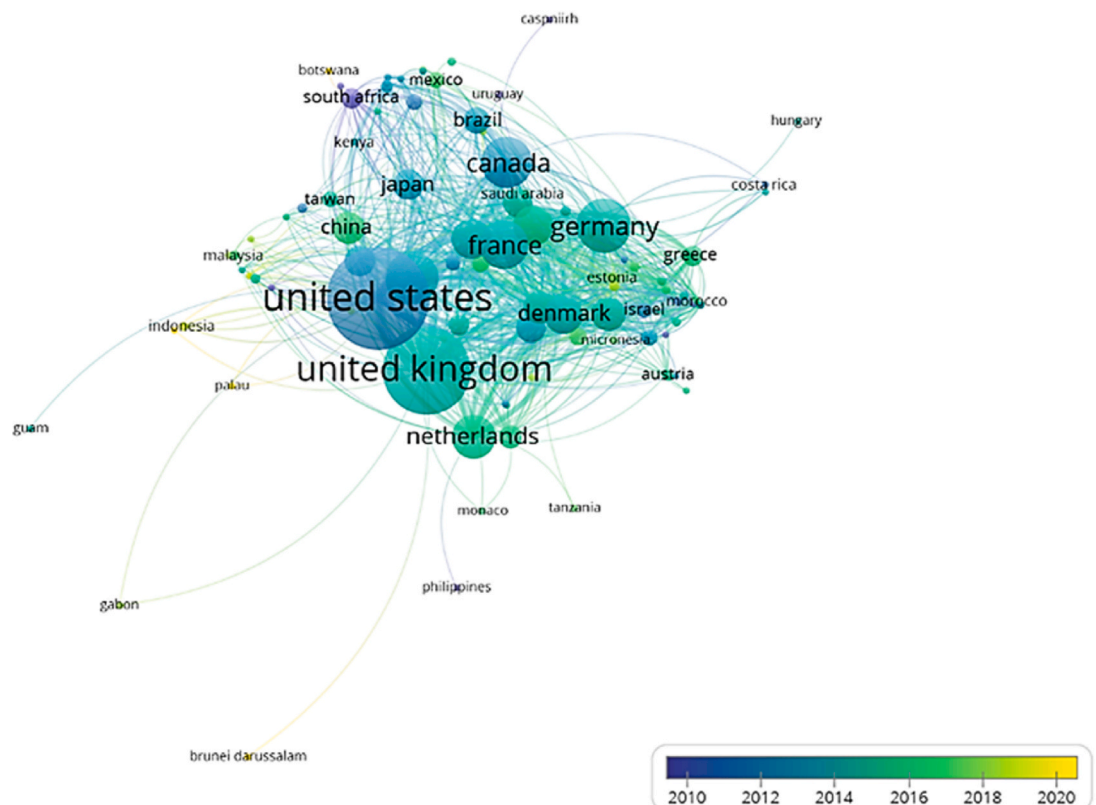 caspniirh
botswana
mexico
south africa
uruguay
brazil
hungary
kenya
canada
japan
costa rica
saudi arabia
taiwan
china
germany
france
malaysia
greece
estonia
united states
morocco
denmark
israel
indonesia
micronesia
united kingdom
austria
palau
guam
netherlands
monaco
tanzania
philippines
gabon
brunei darussalam
2010 2012 2014 2016 2018 2020